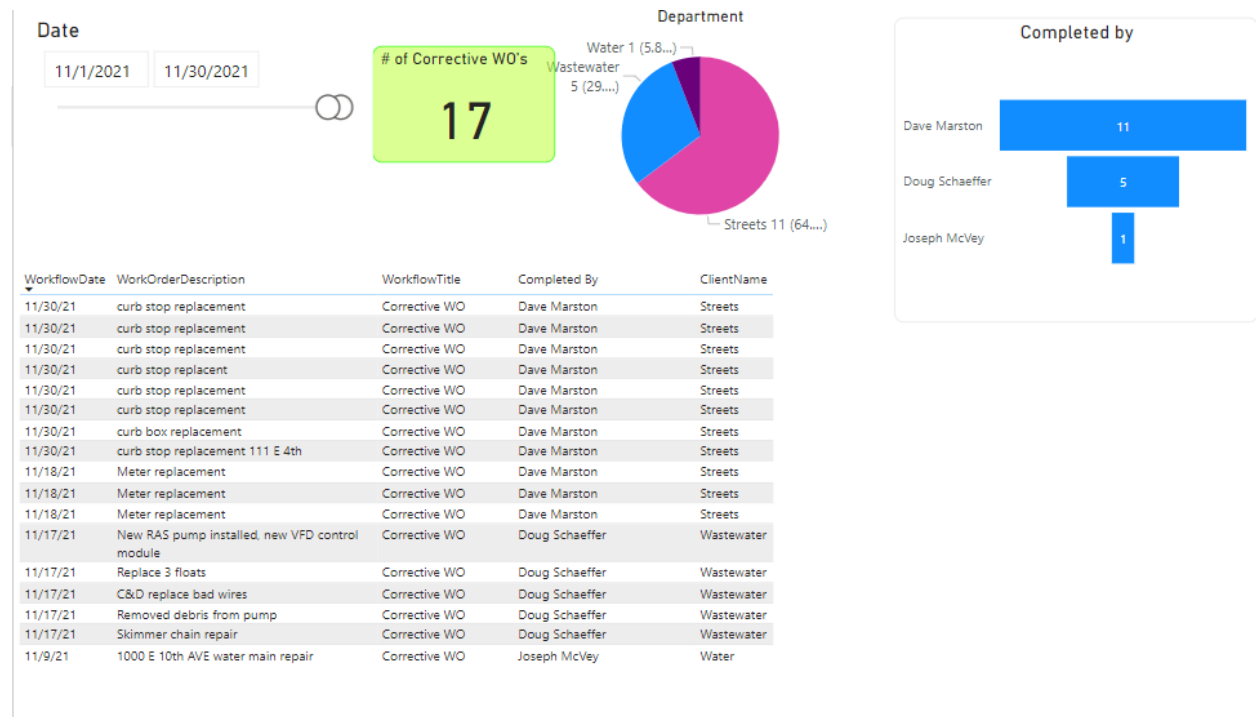 Date
11/1/2021 11/30/2021
# of Corrective WO's
17
Department
Water 1 (5.8...)
Wastewater
5 (29....)
Streets 11 (64....)
Completed by
Dave Marston 11
Doug Schaeffer 5
Joseph McVey 1
WorkflowDate WorkOrderDescription WorkflowTitle Completed By ClientName
11/30/21 curb stop replacement Corrective WO Dave Marston Streets
11/30/21 curb stop replacement Corrective WO Dave Marston Streets
11/30/21 curb stop replacement Corrective WO Dave Marston Streets
11/30/21 curb stop replacent Corrective WO Dave Marston Streets
11/30/21 curb stop replacement Corrective WO Dave Marston Streets
11/30/21 curb stop replacement Corrective WO Dave Marston Streets
11/30/21 curb box replacement Corrective WO Dave Marston Streets
11/30/21 curb stop replacement 111 E 4th Corrective WO Dave Marston Streets
11/18/21 Meter replacement Corrective WO Dave Marston Streets
11/18/21 Meter replacement Corrective WO Dave Marston Streets
11/18/21 Meter replacement Corrective WO Dave Marston Streets
11/17/21 New RAS pump installed, new VFD control Corrective WO Doug Schaeffer Wastewater
module
11/17/21 Replace 3 floats Corrective WO Doug Schaeffer Wastewater
11/17/21 C&D replace bad wires Corrective WO Doug Schaeffer Wastewater
11/17/21 Removed debris from pump Corrective WO Doug Schaeffer Wastewater
11/17/21 Skimmer chain repair Corrective WO Doug Schaeffer Wastewater
11/9/21 1000 E 10th AVE water main repair Corrective WO Joseph McVey Water